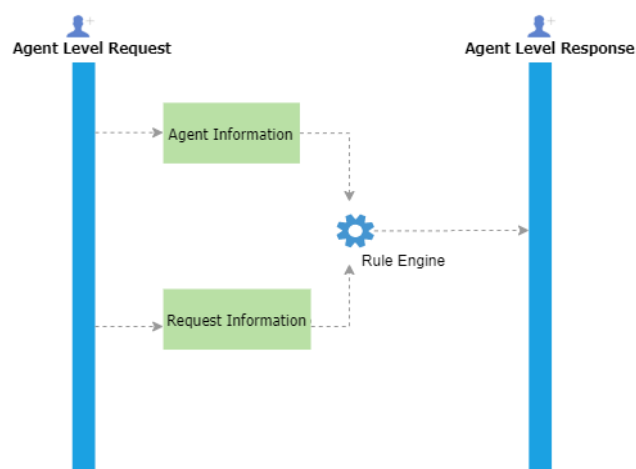 Agent Level Request
Agent Level Response
Agent Information
Rule Engine
Request Information